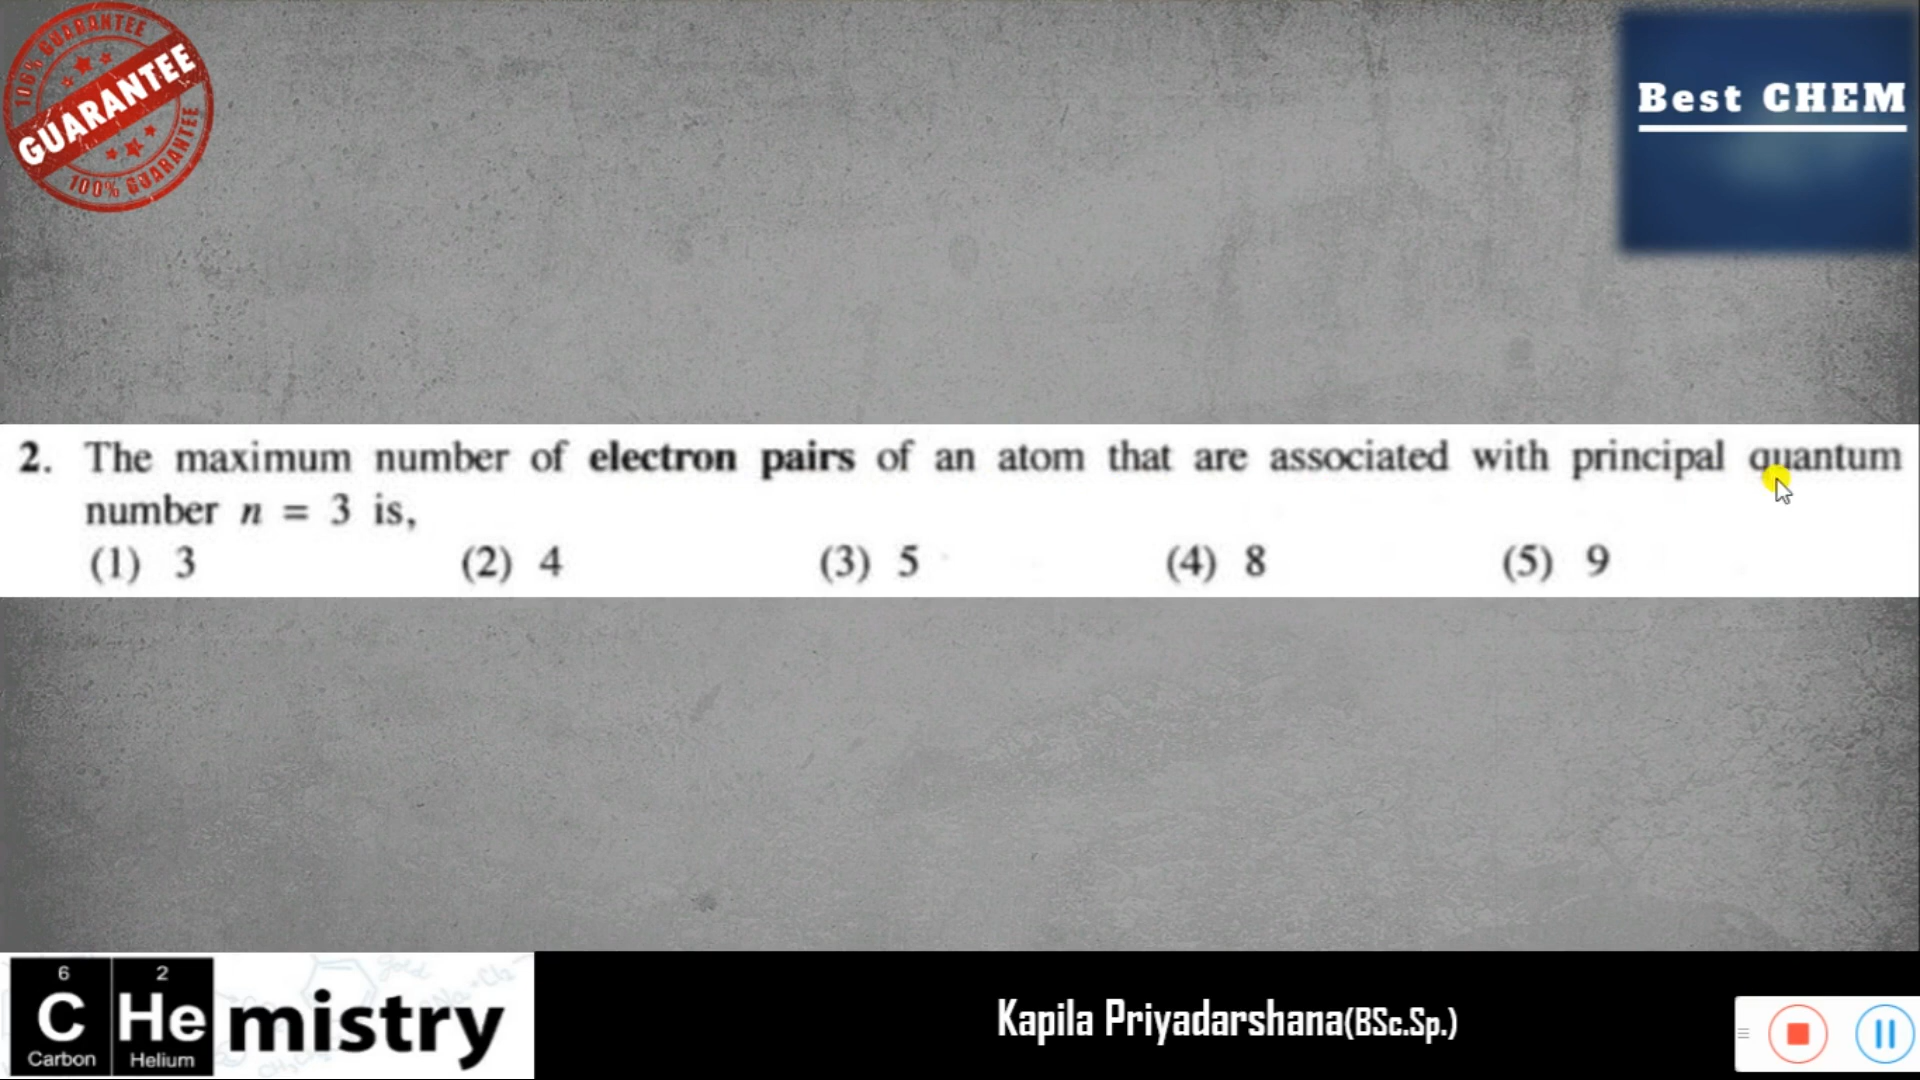 100% GUARANTEE
GUARANTEE
100% GUARANTEE
Best CHEM
2. The maximum number of electron pairs of an atom that are associated with principal quantum
number n = 3 is,
(1) 3 (2) 4 (3) 5 (4) 8 (5) 9
6 2
C He mistry
Carbon Helium
Kapila Priyadarshana(BSc.Sp.)